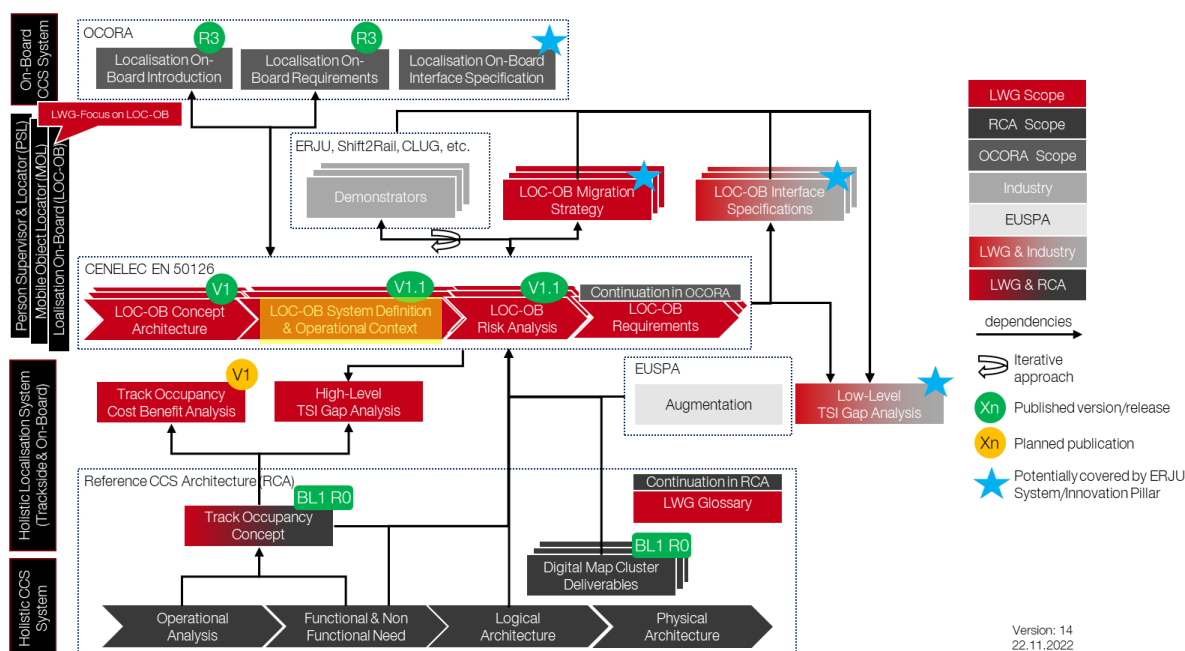 On-Board
CCS System
OCORA
R3
R3
Localisation On-
Board Introduction
Localisation On-
Board Requirements
Localisation On-Board
Interface Specification
LWG-Focus on LOC-OB
Person Supervisor & Locator (PSL)
Mobile Object Locator (MOL)
Loalisation On-Board (LOC-OB)
ERJU, Shift2Rail, CLUG, etc.
Demonstrators
LOC-OB Migration
Strategy
LOC-OB Interface
Specifications
CENELEC EN 50126
V1
V1.1
V1.1
Continuation in OCORA
LOC-OB Concept
Architecture
LOC-OB System Definition
& Operational Context
LOC-OB
Risk Analysis
LOC-OB
Requirements
Holistic Localisation System
(Trackside & On-Board)
V1
Track Occupancy
Cost Benefit Analysis
High-Level
TSI Gap Analysis
EUSPA
Augmentation
Low-Level
TSI Gap Analysis
Reference CCS Architecture (RCA)
BL1 R0
Track Occupancy
Concept
Continuation in RCA
LWG Glossary
BL1 R0
Digital Map Cluster
Deliverables
Holistic CCS
System
Operational
Analysis
Functional & Non
Functional Need
Logical
Architecture
Physical
Architecture
LWG Scope
RCA Scope
OCORA Scope
Industry
EUSPA
LWG & Industry
LWG & RCA
dependencies
Iterative
approach
Xn
Published version/release
Xn
Planned publication
Potentially covered by ERJU
System/Innovation Pillar
Version: 14
22.11.2022